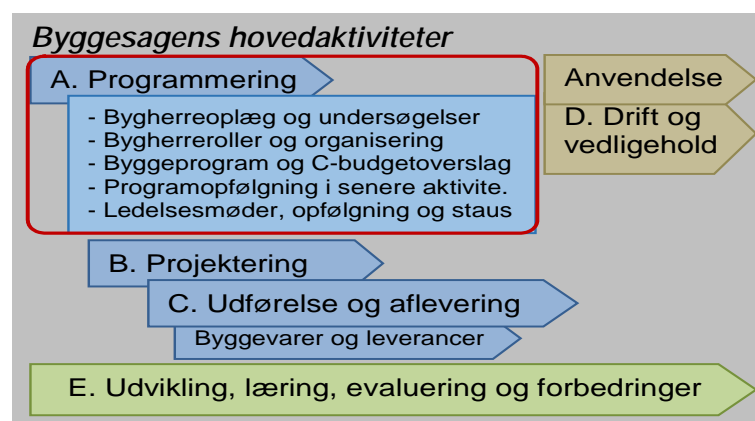 Byggesagens hovedaktiviteter
A. Programmering
- Bygherreoplæg og undersøgelser
- Bygherreroller og organisering
- Byggeprogram og C-budgetoverslag
- Programopfølgning i senere aktivite.
- Ledelsesmøder, opfølgning og staus
Anvendelse
D. Drift og
vedligehold
B. Projektering
C. Udførelse og aflevering
Byggevarer og leverancer
E. Udvikling, læring, evaluering og forbedringer